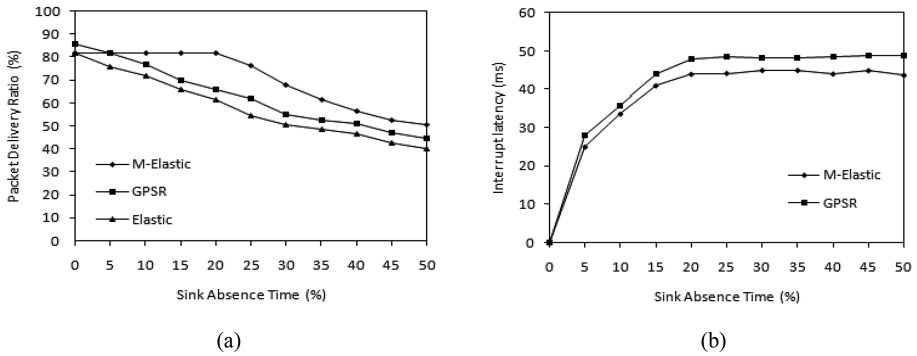 Packet Delivery Ratio (%)
100
90
80
70
60
50
40
30
20
10
0
M-Elastic
GPSR
Elastic
0 5 10 15 20 25 30 35 40 45 50
Sink Absence Time (%)
(a)
Interrupt latency (ms)
60
50
40
30
20
10
0
M-Elastic
GPSR
0 5 10 15 20 25 30 35 40 45 50
Sink Absence Time (%)
(b)